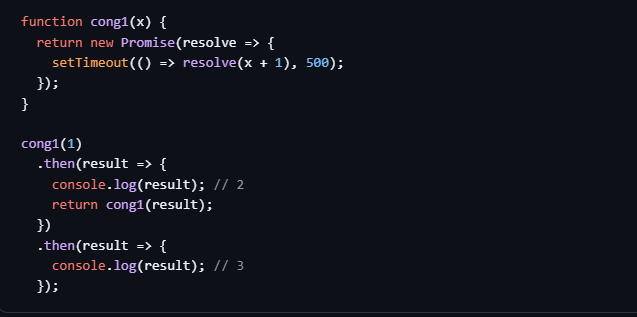 function cong1(x) {
  return new Promise(resolve => {
    setTimeout(() => resolve(x + 1), 500);
  });
}

cong1(1)
  .then(result => {
    console.log(result); // 2
    return cong1(result);
  })
  .then(result => {
    console.log(result); // 3
  });